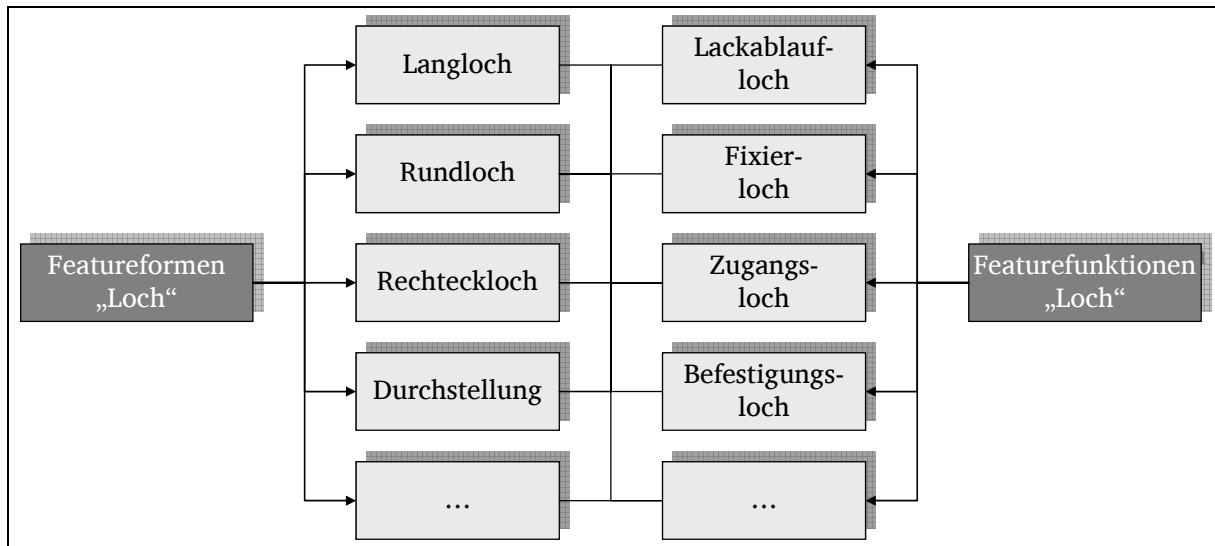 Featureformen
„Loch“
Langloch
Rundloch
Rechteckloch
Durchstellung
...
Lackablauf-
loch
Fixier-
loch
Zugangs-
loch
Befestigungs-
loch
...
Featurefunktionen
„Loch“